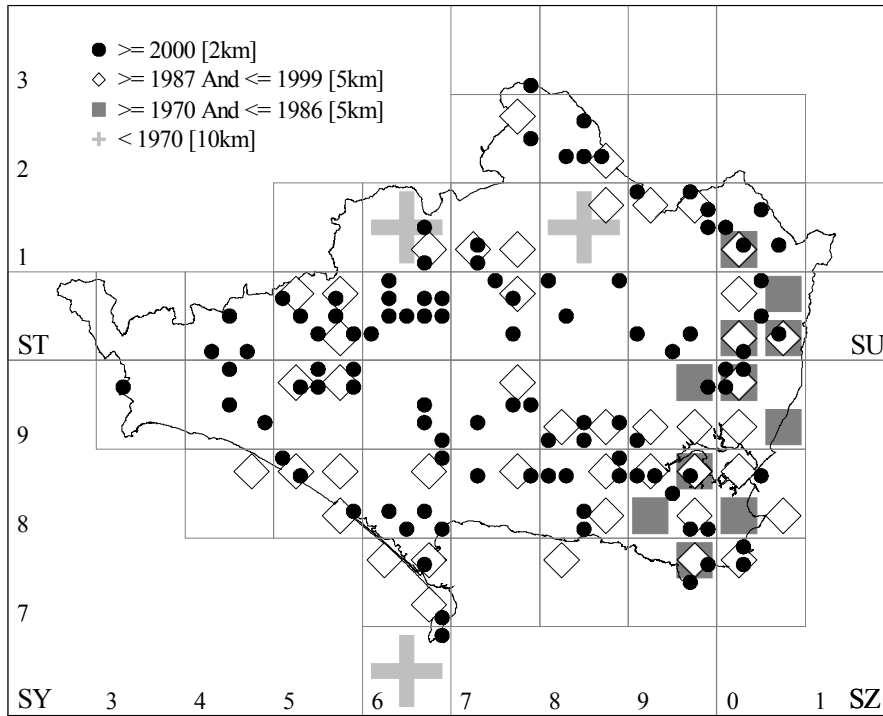 >= 2000 [2km]
>= 1987 And <= 1999 [5km]
>= 1970 And <= 1986 [5km]
< 1970 [10km]
3
2
1
ST
SU
9
8
7
SY 3 4 5 6 7 8 9 0 1 SZ